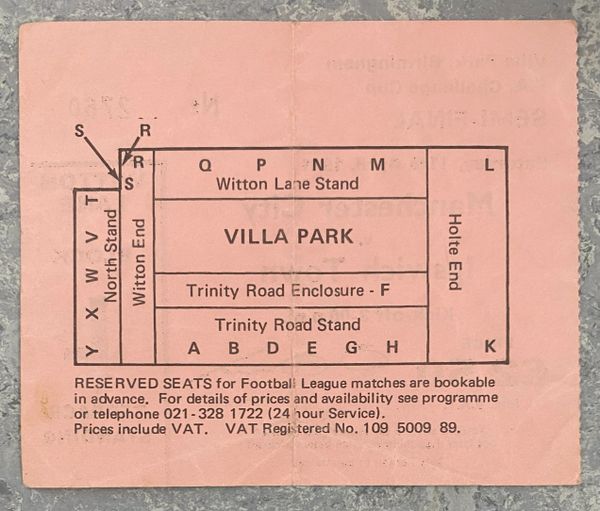 S R
R Q P N M L
S Witton Lane Stand
T
V
W
X
Y
North Stand
Witton End
VILLA PARK
Holte End
Trinity Road Enclosure - F
Trinity Road Stand
A B D E G H K
RESERVED SEATS for Football League matches are bookable
in advance. For details of prices and availability see programme
or telephone 021-328 1722 (24 hour Service).
Prices include VAT. VAT Registered No. 109 5009 89.